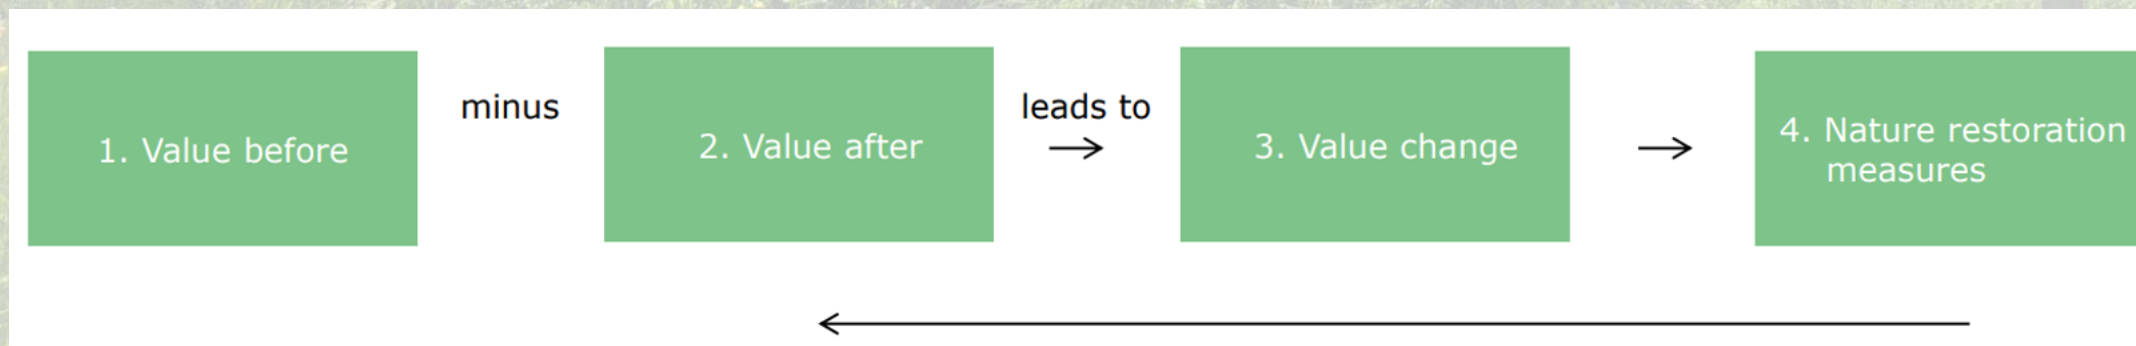 1. Value before
minus
2. Value after
leads to
3. Value change
4. Nature restoration
measures